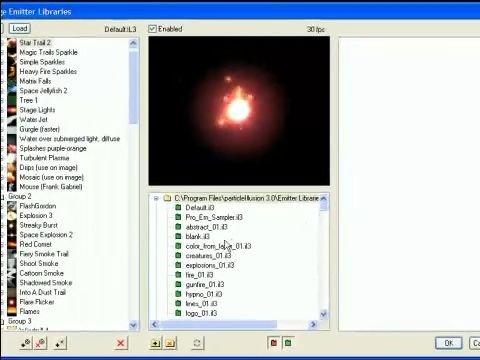 ge Emitter Libraries
Load
Default.il3
Enabled
30 fps
Star Trail 2
Magic Trails Sparkle
Simple Sparkles
Heavy Fire Sparkles
Matrix Falls
Space Jellyfish 2
Tree 1
Stage Lights
Water Jet
Gurgle (faster)
Water over submerged light, diffuse
Splashes purple-orange
Turbulent Plasma
Drips (use on image)
Mosaic (use on image)
Mouse (Frank Gabriel)
Group 2
FlashGordon
Explosion 3
Streaky Burst
Space Explosion 2
Red Comet
Fiery Smoke Trail
Shoot Smoke
Cartoon Smoke
Shadowed Smoke
Into A Dust Trail
Flare Flicker
Flames
Group 3
C:\Program Files\particleIllusion 3.0\Emitter Librarie
Default.il3
Pro_Em_Sampler.il3
abstract_01.il3
blank.il3
creatures_01.il3
explosions_01.il3
fire_01.il3
gunfire_01.il3
hypno_01.il3
lines_01.il3
logo_01.il3
OK
Ca